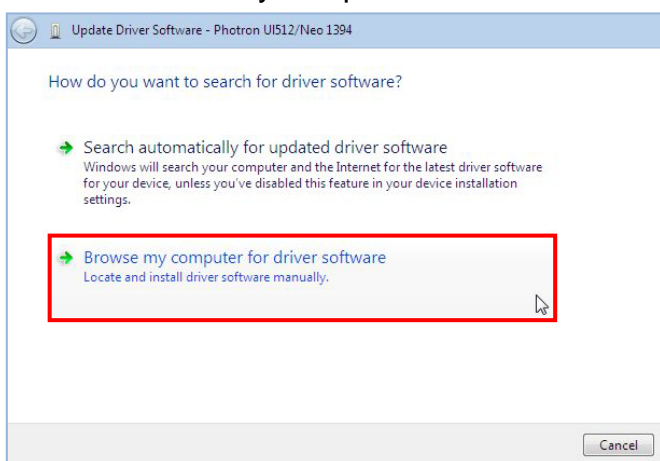 Update Driver Software - Photron UI512/Neo 1394
How do you want to search for driver software?
Search automatically for updated driver software
Windows will search your computer and the Internet for the latest driver software
for your device, unless you've disabled this feature in your device installation
settings.
Browse my computer for driver software
Locate and install driver software manually.
Cancel